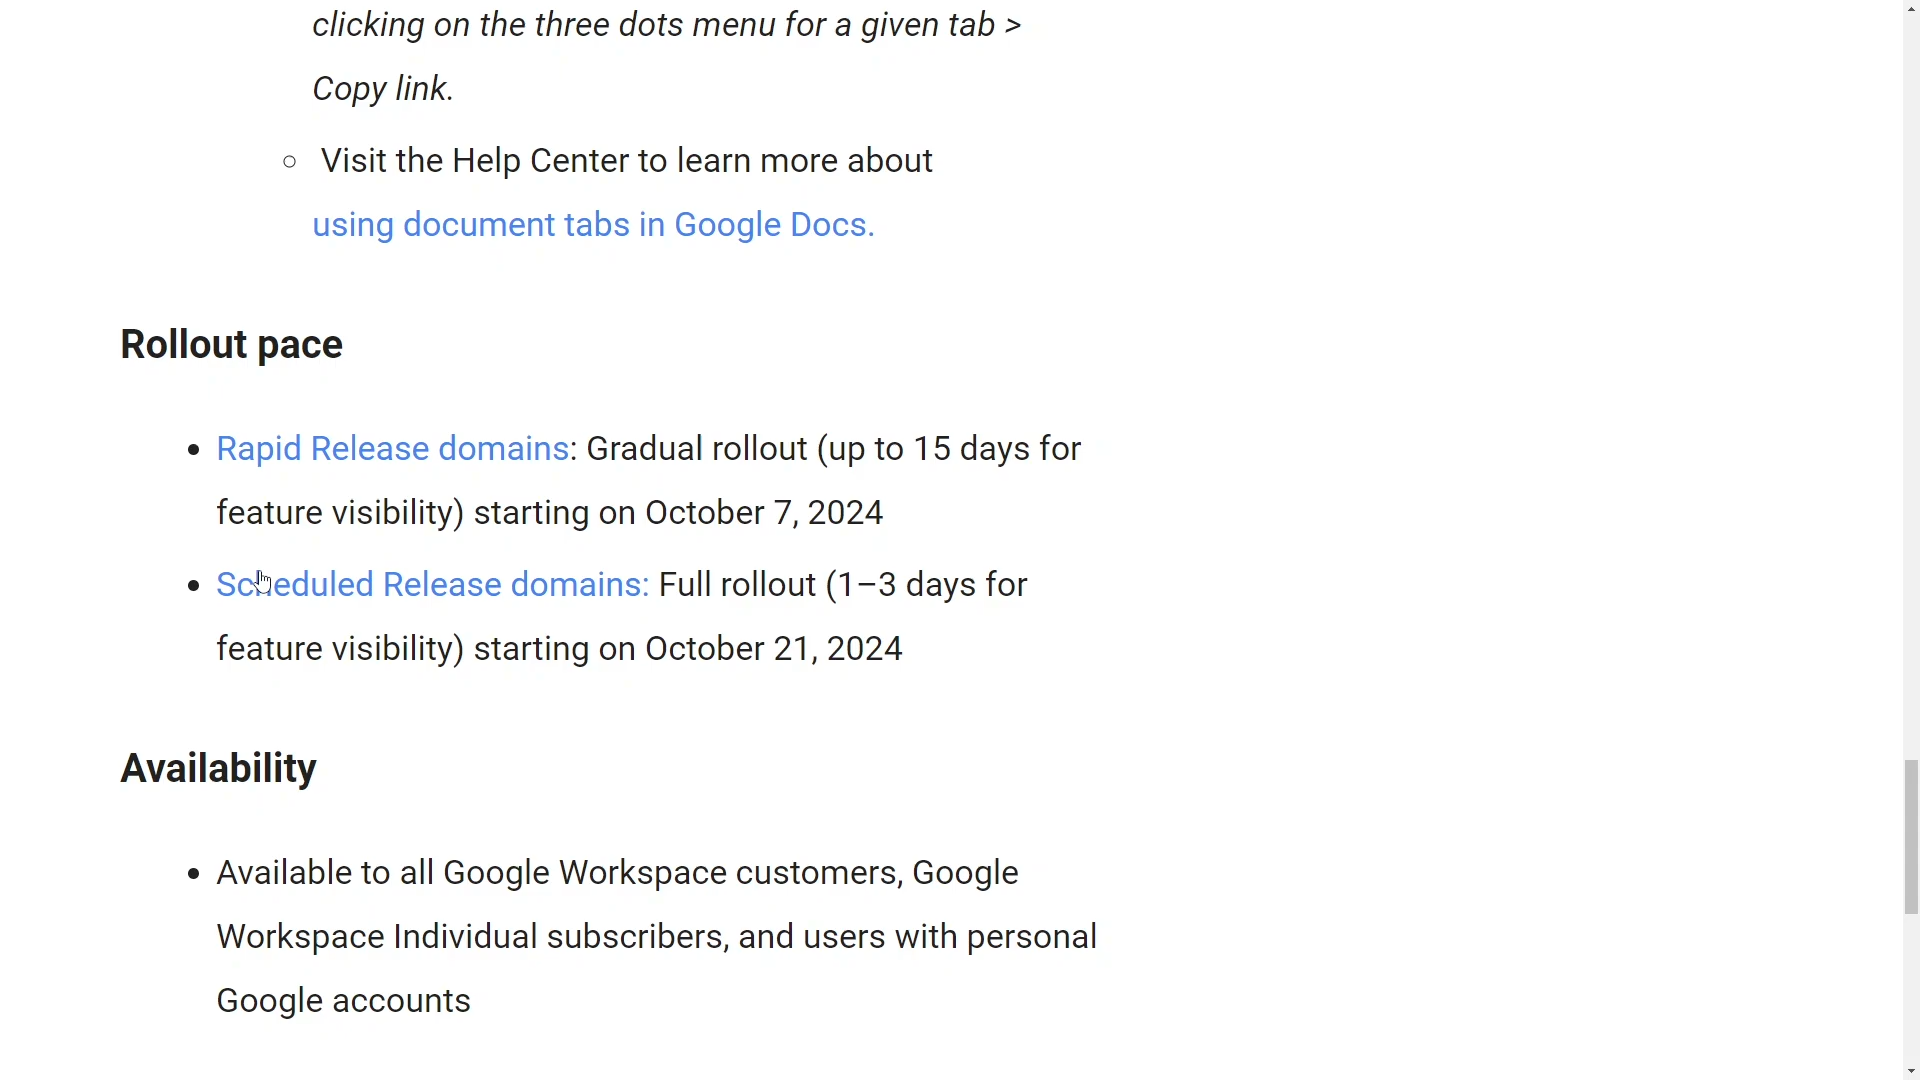 clicking on the three dots menu for a given tab >
Copy link.
Visit the Help Center to learn more about
using document tabs in Google Docs.
Rollout pace
Rapid Release domains: Gradual rollout (up to 15 days for
feature visibility) starting on October 7, 2024
Scheduled Release domains: Full rollout (1–3 days for
feature visibility) starting on October 21, 2024
Availability
Available to all Google Workspace customers, Google
Workspace Individual subscribers, and users with personal
Google accounts